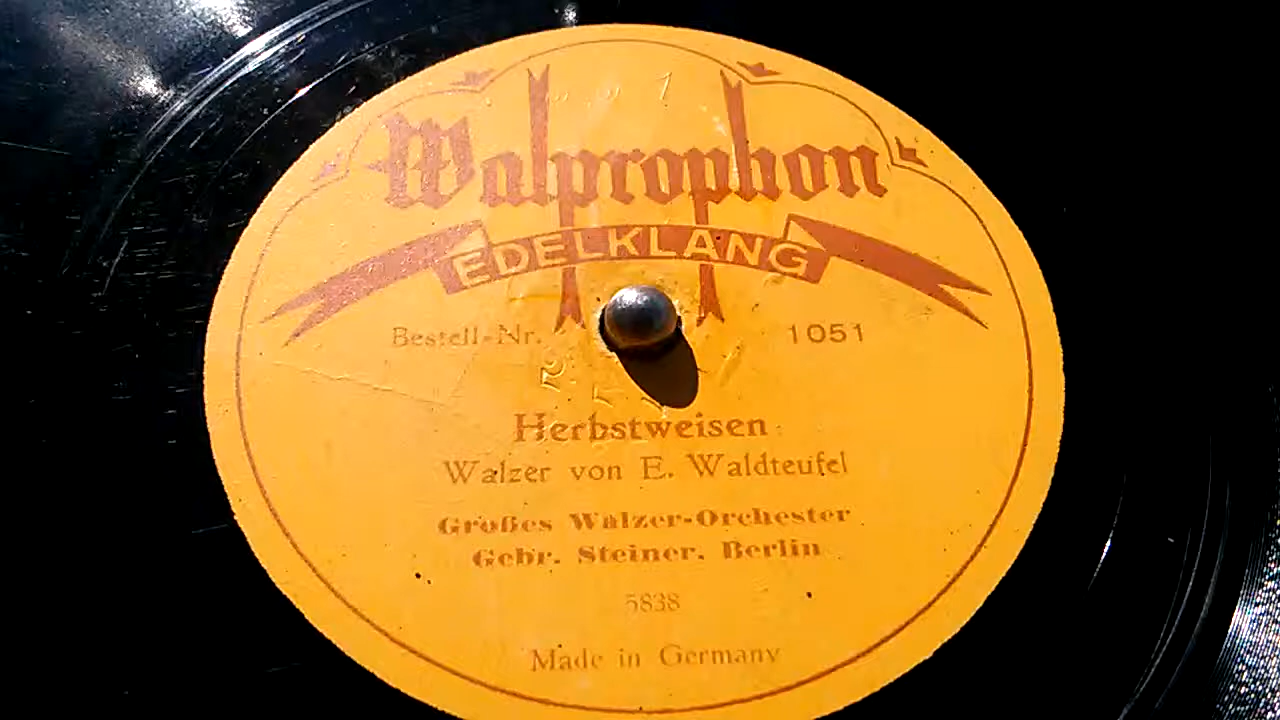 Walprophon
EDELKLANG
Bestell-Nr. 1051
Herbstweisen
Walzer von E. Waldteufel
Großes Walzer-Orchester
Gebr. Steiner, Berlin
5838
Made in Germany